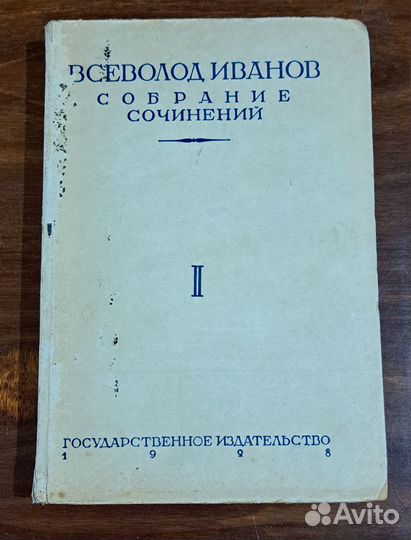 ВСЕВОЛОД ИВАНОВ
СОБРАНИЕ
СОЧИНЕНИЙ
II
ГОСУДАРСТВЕННОЕ ИЗДАТЕЛЬСТВО
1 9 2 8
Avito